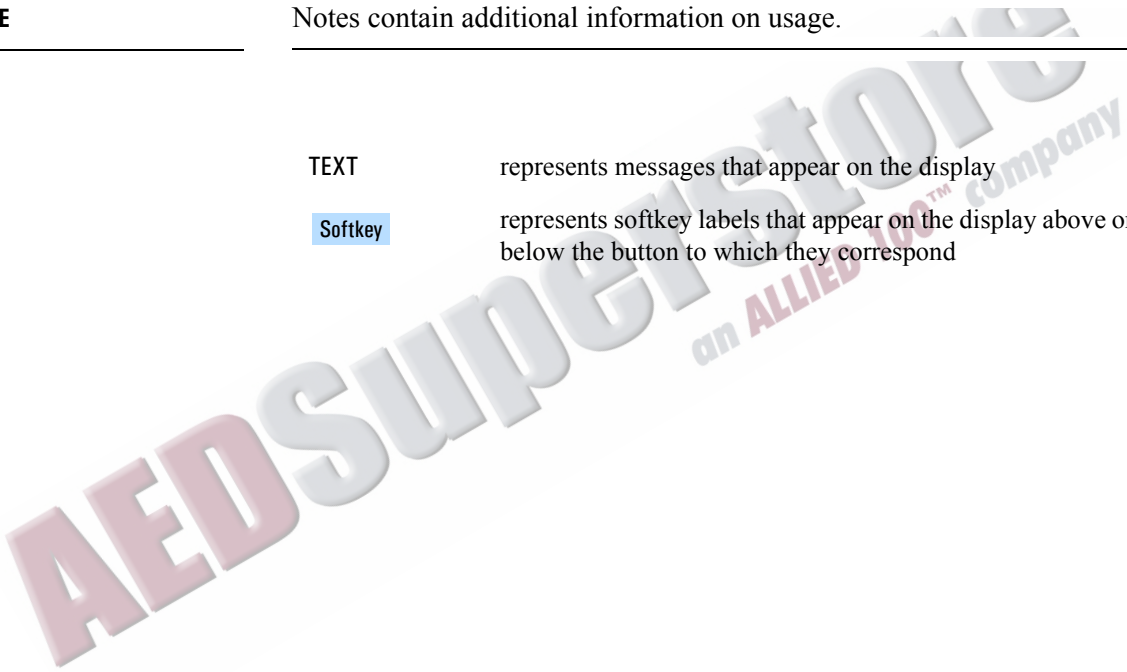 E
Notes contain additional information on usage.
TEXT represents messages that appear on the display
Softkey represents softkey labels that appear on the display above or
below the button to which they correspond
AEDSuperstore
an ALLIED 100™ company